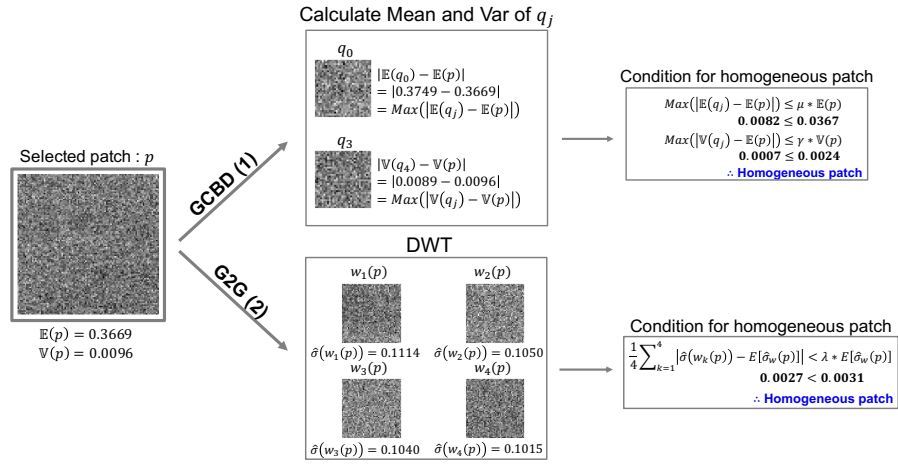 Calculate Mean and Var of q_j
q_0
|𝔼(q_0) − 𝔼(p)|
= |0.3749 − 0.3669|
= Max(|𝔼(q_j) − 𝔼(p)|)
q_3
|𝕍(q_4) − 𝕍(p)|
= |0.0089 − 0.0096|
= Max(|𝕍(q_j) − 𝕍(p)|)
Condition for homogeneous patch
Max(|𝔼(q_j) − 𝔼(p)|) ≤ μ ∗ 𝔼(p)
0.0082 ≤ 0.0367
Max(|𝕍(q_j) − 𝔼(p)|) ≤ γ ∗ 𝕍(p)
0.0007 ≤ 0.0024
∴ Homogeneous patch
Selected patch : p
𝔼(p) = 0.3669
𝕍(p) = 0.0096
GCBD (1)
G2G (2)
DWT
w_1(p) w_2(p)
σ̂(w_1(p)) = 0.1114 σ̂(w_2(p)) = 0.1050
w_3(p) w_4(p)
σ̂(w_3(p)) = 0.1040 σ̂(w_4(p)) = 0.1015
Condition for homogeneous patch
1/4 ∑_{k=1}^4 |σ̂(w_k(p)) − E[σ̂_w(p)]| < λ ∗ E[σ̂_w(p)]
0.0027 < 0.0031
∴ Homogeneous patch